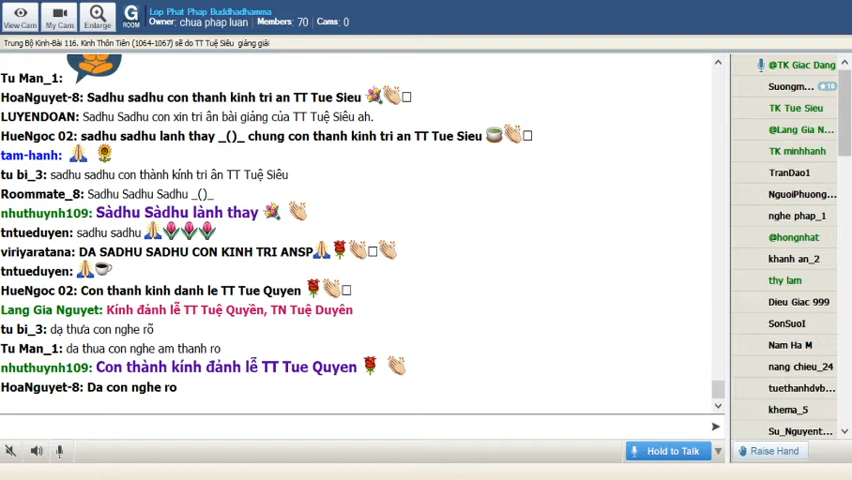 View Cam
My Cam
Enlarge
G
ROOM
Lop Phat Phap Buddhadhamma
Owner: chua phap luan Members: 70 Cams: 0
Trung Bộ Kinh-Bài 116. Kinh Thôn Tiên (1064-1067) sẽ do TT Tuệ Siêu giảng giải
Tu Man_1:
HoaNguyet-8: Sadhu sadhu con thanh kinh tri an TT Tue Sieu
LUYENDOAN: Sadhu Sadhu con xin tri ân bài giảng của TT Tuệ Siêu ah.
HueNgoc 02: sadhu sadhu lanh thay _()_ chung con thanh kinh tri an TT Tue Sieu
tam-hanh:
tu bi_3: sadhu sadhu con thành kính tri ân TT Tuệ Siêu
Roommate_8: Sadhu Sadhu Sadhu _()_
nhuthuynh109: Sàdhu Sàdhu lành thay
tntueduyen: sadhu sadhu
viriyaratana: DA SADHU SADHU CON KINH TRI ANSP
tntueduyen:
HueNgoc 02: Con thanh kinh danh le TT Tue Quyen
Lang Gia Nguyet: Kính đảnh lễ TT Tuệ Quyền, TN Tuệ Duyên
tu bi_3: dạ thưa con nghe rõ
Tu Man_1: da thua con nghe am thanh ro
nhuthuynh109: Con thành kính đảnh lễ TT Tue Quyen
HoaNguyet-8: Da con nghe ro
Hold to Talk
@TK Giac Dang
Suongm... 10
TK Tue Sieu
@Lang Gia N...
TK minhhanh
TranDao1
NguoiPhuong...
nghe phap_1
@hongnhat
khanh an_2
thy lam
Dieu Giac 999
SonSuoI
Nam Ha M
nang chieu_24
tuethanhdvb...
khema_5
Su_Nguyent...
Raise Hand